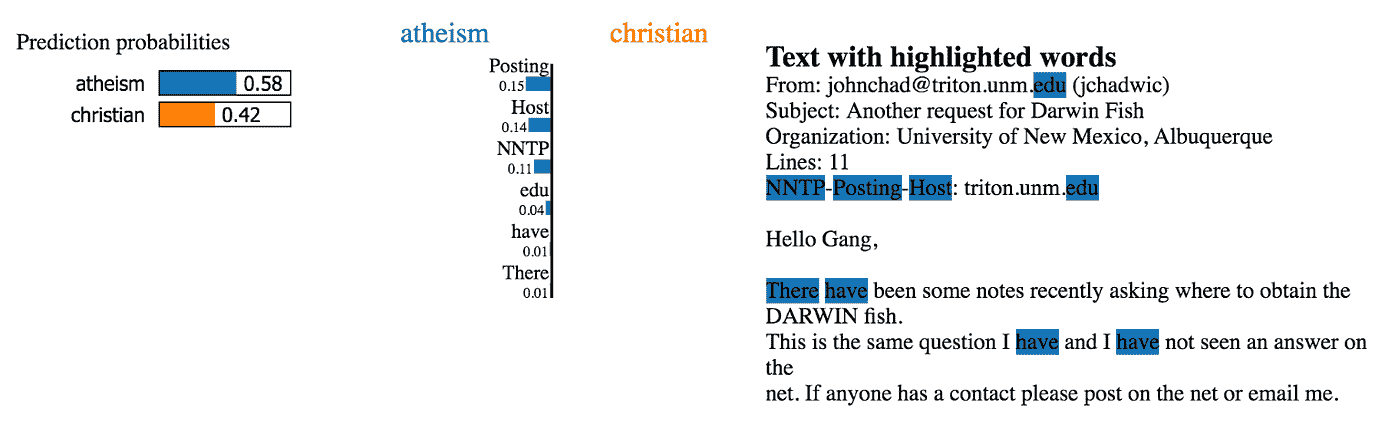 Prediction probabilities
atheism 0.58
christian 0.42
atheism christian
Posting
0.15
Host
0.14
NNTP
0.11
edu
0.04
have
0.01
There
0.01
Text with highlighted words
From: johnchad@triton.unm.edu (jchadwic)
Subject: Another request for Darwin Fish
Organization: University of New Mexico, Albuquerque
Lines: 11
NNTP-Posting-Host: triton.unm.edu
Hello Gang,
There have been some notes recently asking where to obtain the
DARWIN fish.
This is the same question I have and I have not seen an answer on
the
net. If anyone has a contact please post on the net or email me.